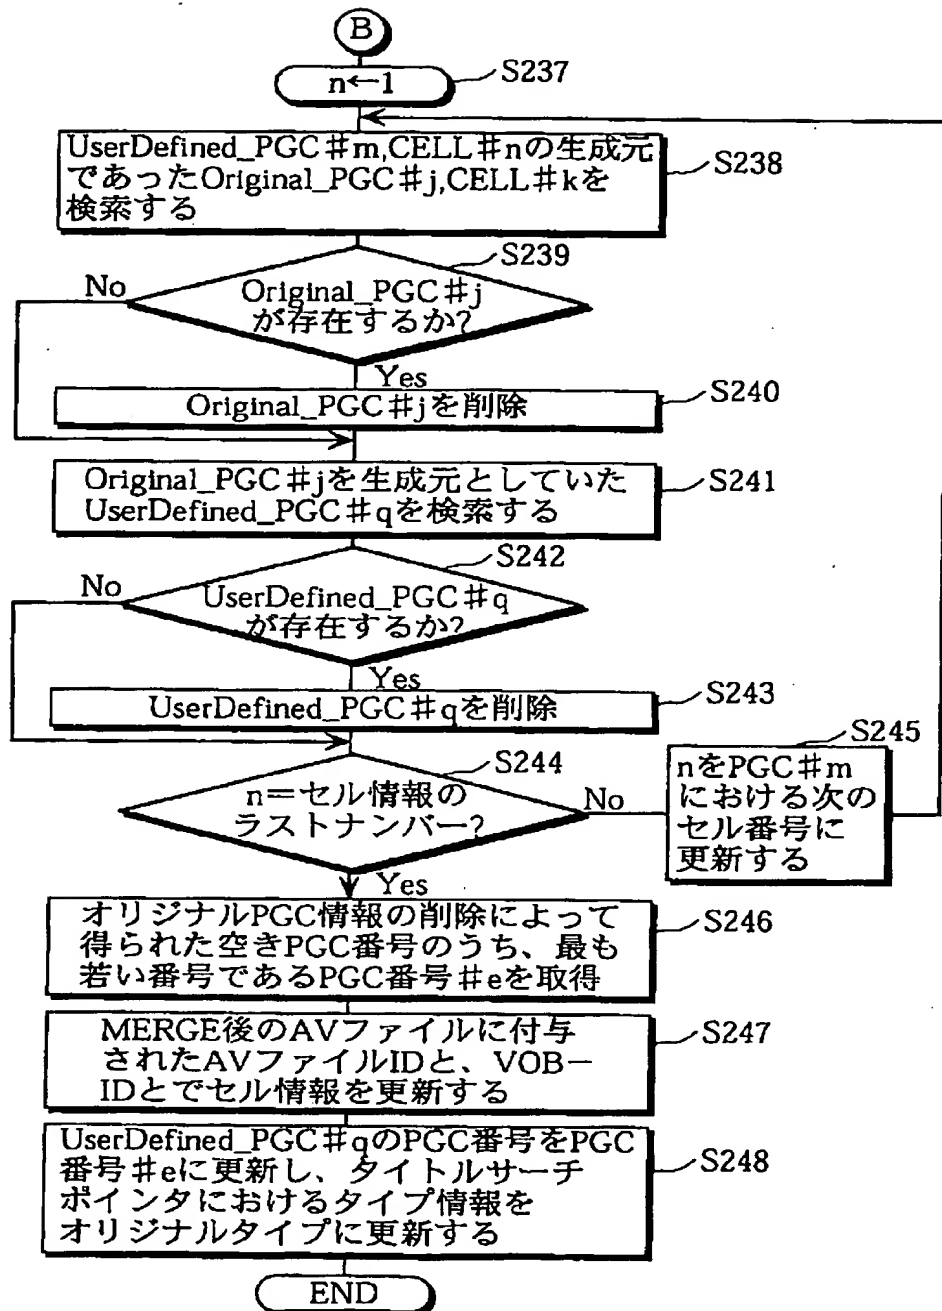 B
n←1
S237
UserDefined_PGC#m,CELL#nの生成元
であったOriginal_PGC#j,CELL#kを
検索する
S238
S239
No
Original_PGC#j
が存在するか?
Yes
Original_PGC#jを削除
S240
Original_PGC#jを生成元としていた
UserDefined_PGC#qを検索する
S241
S242
No
UserDefined_PGC#q
が存在するか?
Yes
UserDefined_PGC#qを削除
S243
S244
n=セル情報の
ラストナンバー?
No
S245
nをPGC#m
における次の
セル番号に
更新する
Yes
オリジナルPGC情報の削除によって
得られた空きPGC番号のうち、最も
若い番号であるPGC番号#eを取得
S246
MERGE後のAVファイルに付与
されたAVファイルIDと、VOB-
IDとでセル情報を更新する
S247
UserDefined_PGC#qのPGC番号をPGC
番号#eに更新し、タイトルサーチ
ポインタにおけるタイプ情報を
オリジナルタイプに更新する
S248
END